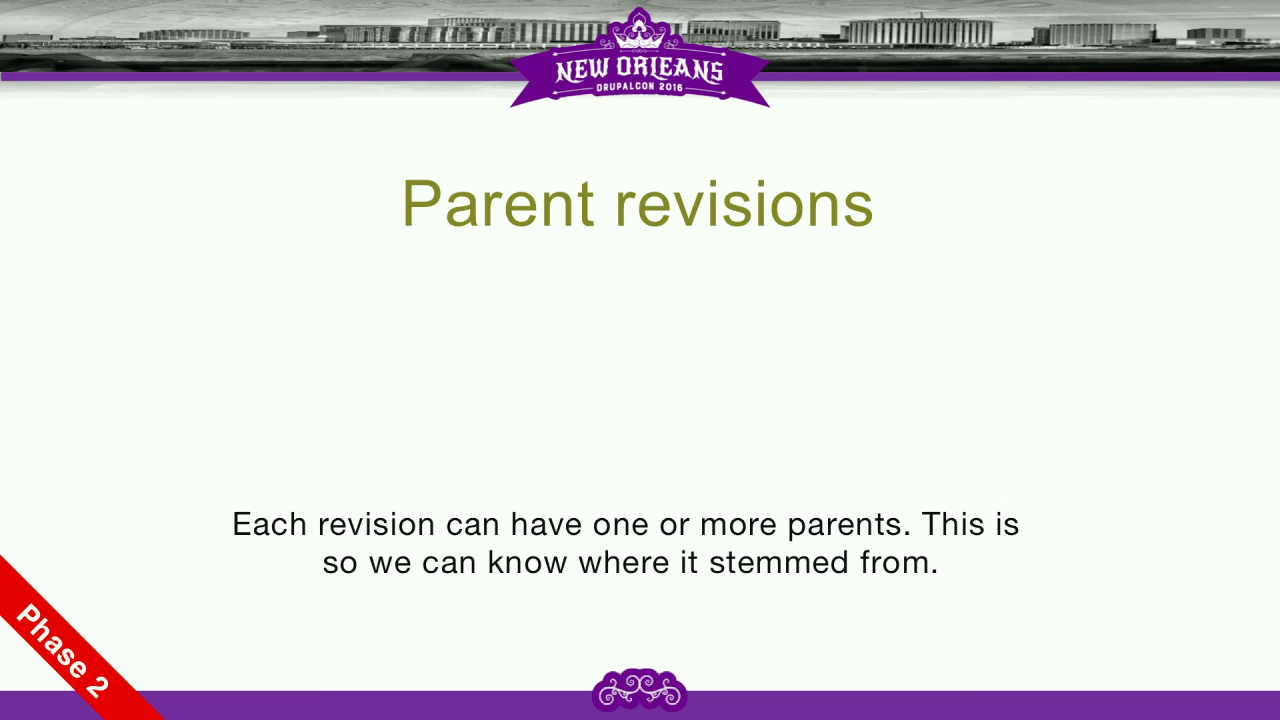 NEW ORLEANS
DRUPALCON 2016
Parent revisions
Each revision can have one or more parents. This is
so we can know where it stemmed from.
Phase 2